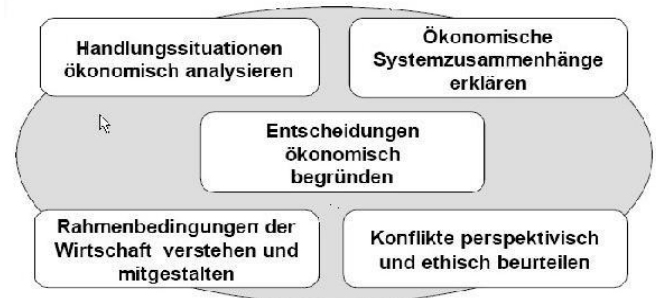 Handlungssituationen
ökonomisch analysieren
Ökonomische
Systemzusammenhänge
erklären
Entscheidungen
ökonomisch
begründen
Rahmenbedingungen der
Wirtschaft verstehen und
mitgestalten
Konflikte perspektivisch
und ethisch beurteilen